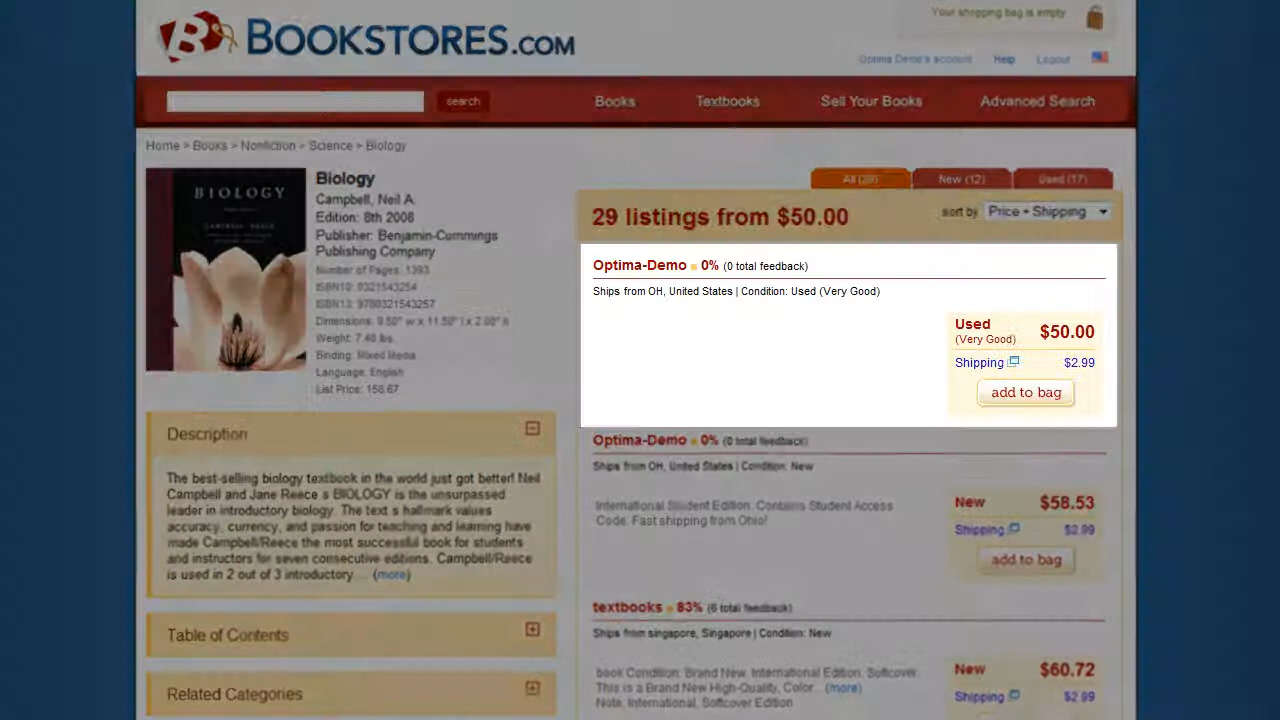 BOOKSTORES.COM
Your shopping bag is empty
Optima Demo's account Help Logout
search
Books Textbooks Sell Your Books Advanced Search
Home > Books > Nonfiction > Science > Biology
BIOLOGY
CAMPBELL REECE
Biology
Campbell, Neil A.
Edition: 8th 2008
Publisher: Benjamin-Cummings
Publishing Company
Number of Pages: 1393
ISBN10: 0321543254
ISBN13: 9780321543257
Dimensions: 9.50" w x 11.50" l x 2.00" h
Weight: 7.48 lbs.
Binding: Mixed Media
Language: English
List Price: 158.67
Description
The best-selling biology textbook in the world just got better! Neil
Campbell and Jane Reece s BIOLOGY is the unsurpassed
leader in introductory biology. The text s hallmark values
accuracy, currency, and passion for teaching and learning have
made Campbell/Reece the most successful book for students
and instructors for seven consecutive editions. Campbell/Reece
is used in 2 out of 3 introductory ... (more)
Table of Contents
Related Categories
All (29) New (12) Used (17)
29 listings from $50.00
sort by Price + Shipping
Optima-Demo 0% (0 total feedback)
Ships from OH, United States | Condition: Used (Very Good)
Used $50.00
(Very Good)
Shipping $2.99
add to bag
Optima-Demo 0% (0 total feedback)
Ships from OH, United States | Condition: New
International Student Edition. Contains Student Access
Code. Fast shipping from Ohio!
New $58.53
Shipping $2.99
add to bag
textbooks 83% (6 total feedback)
Ships from singapore, Singapore | Condition: New
book Condition: Brand New. International Edition. Softcover.
This is a Brand New High-Quality, Color... (more)
Note, International, Softcover Edition
New $60.72
Shipping $2.99